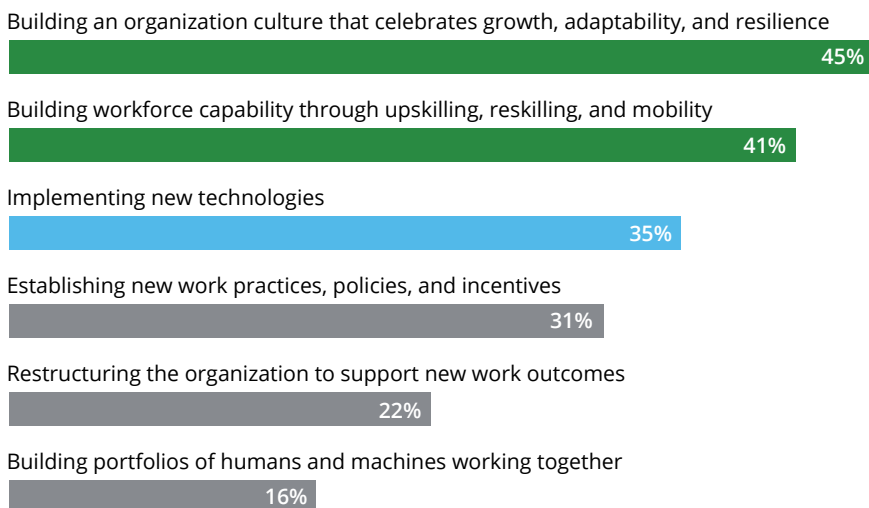 Building an organization culture that celebrates growth, adaptability, and resilience
45%
Building workforce capability through upskilling, reskilling, and mobility
41%
Implementing new technologies
35%
Establishing new work practices, policies, and incentives
31%
Restructuring the organization to support new work outcomes
22%
Building portfolios of humans and machines working together
16%